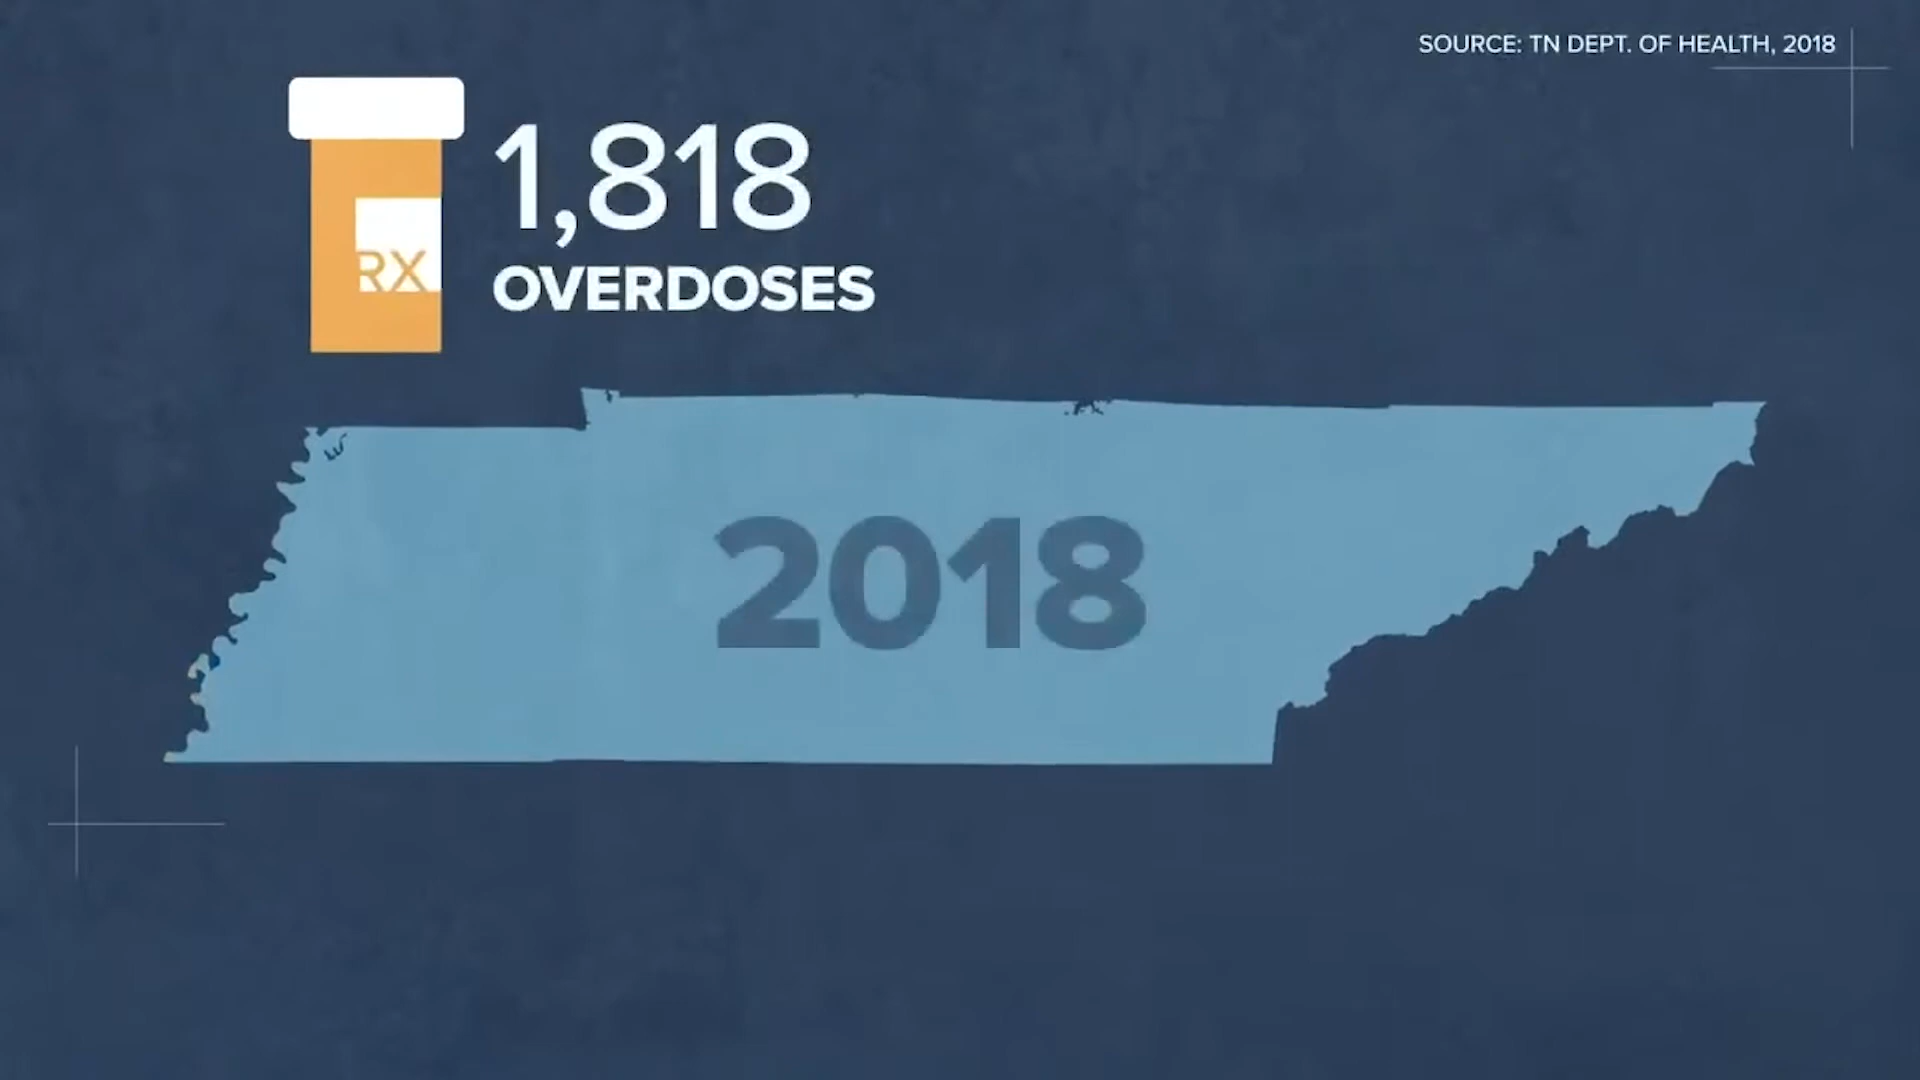 SOURCE: TN DEPT. OF HEALTH, 2018
1,818
OVERDOSES
RX
2018